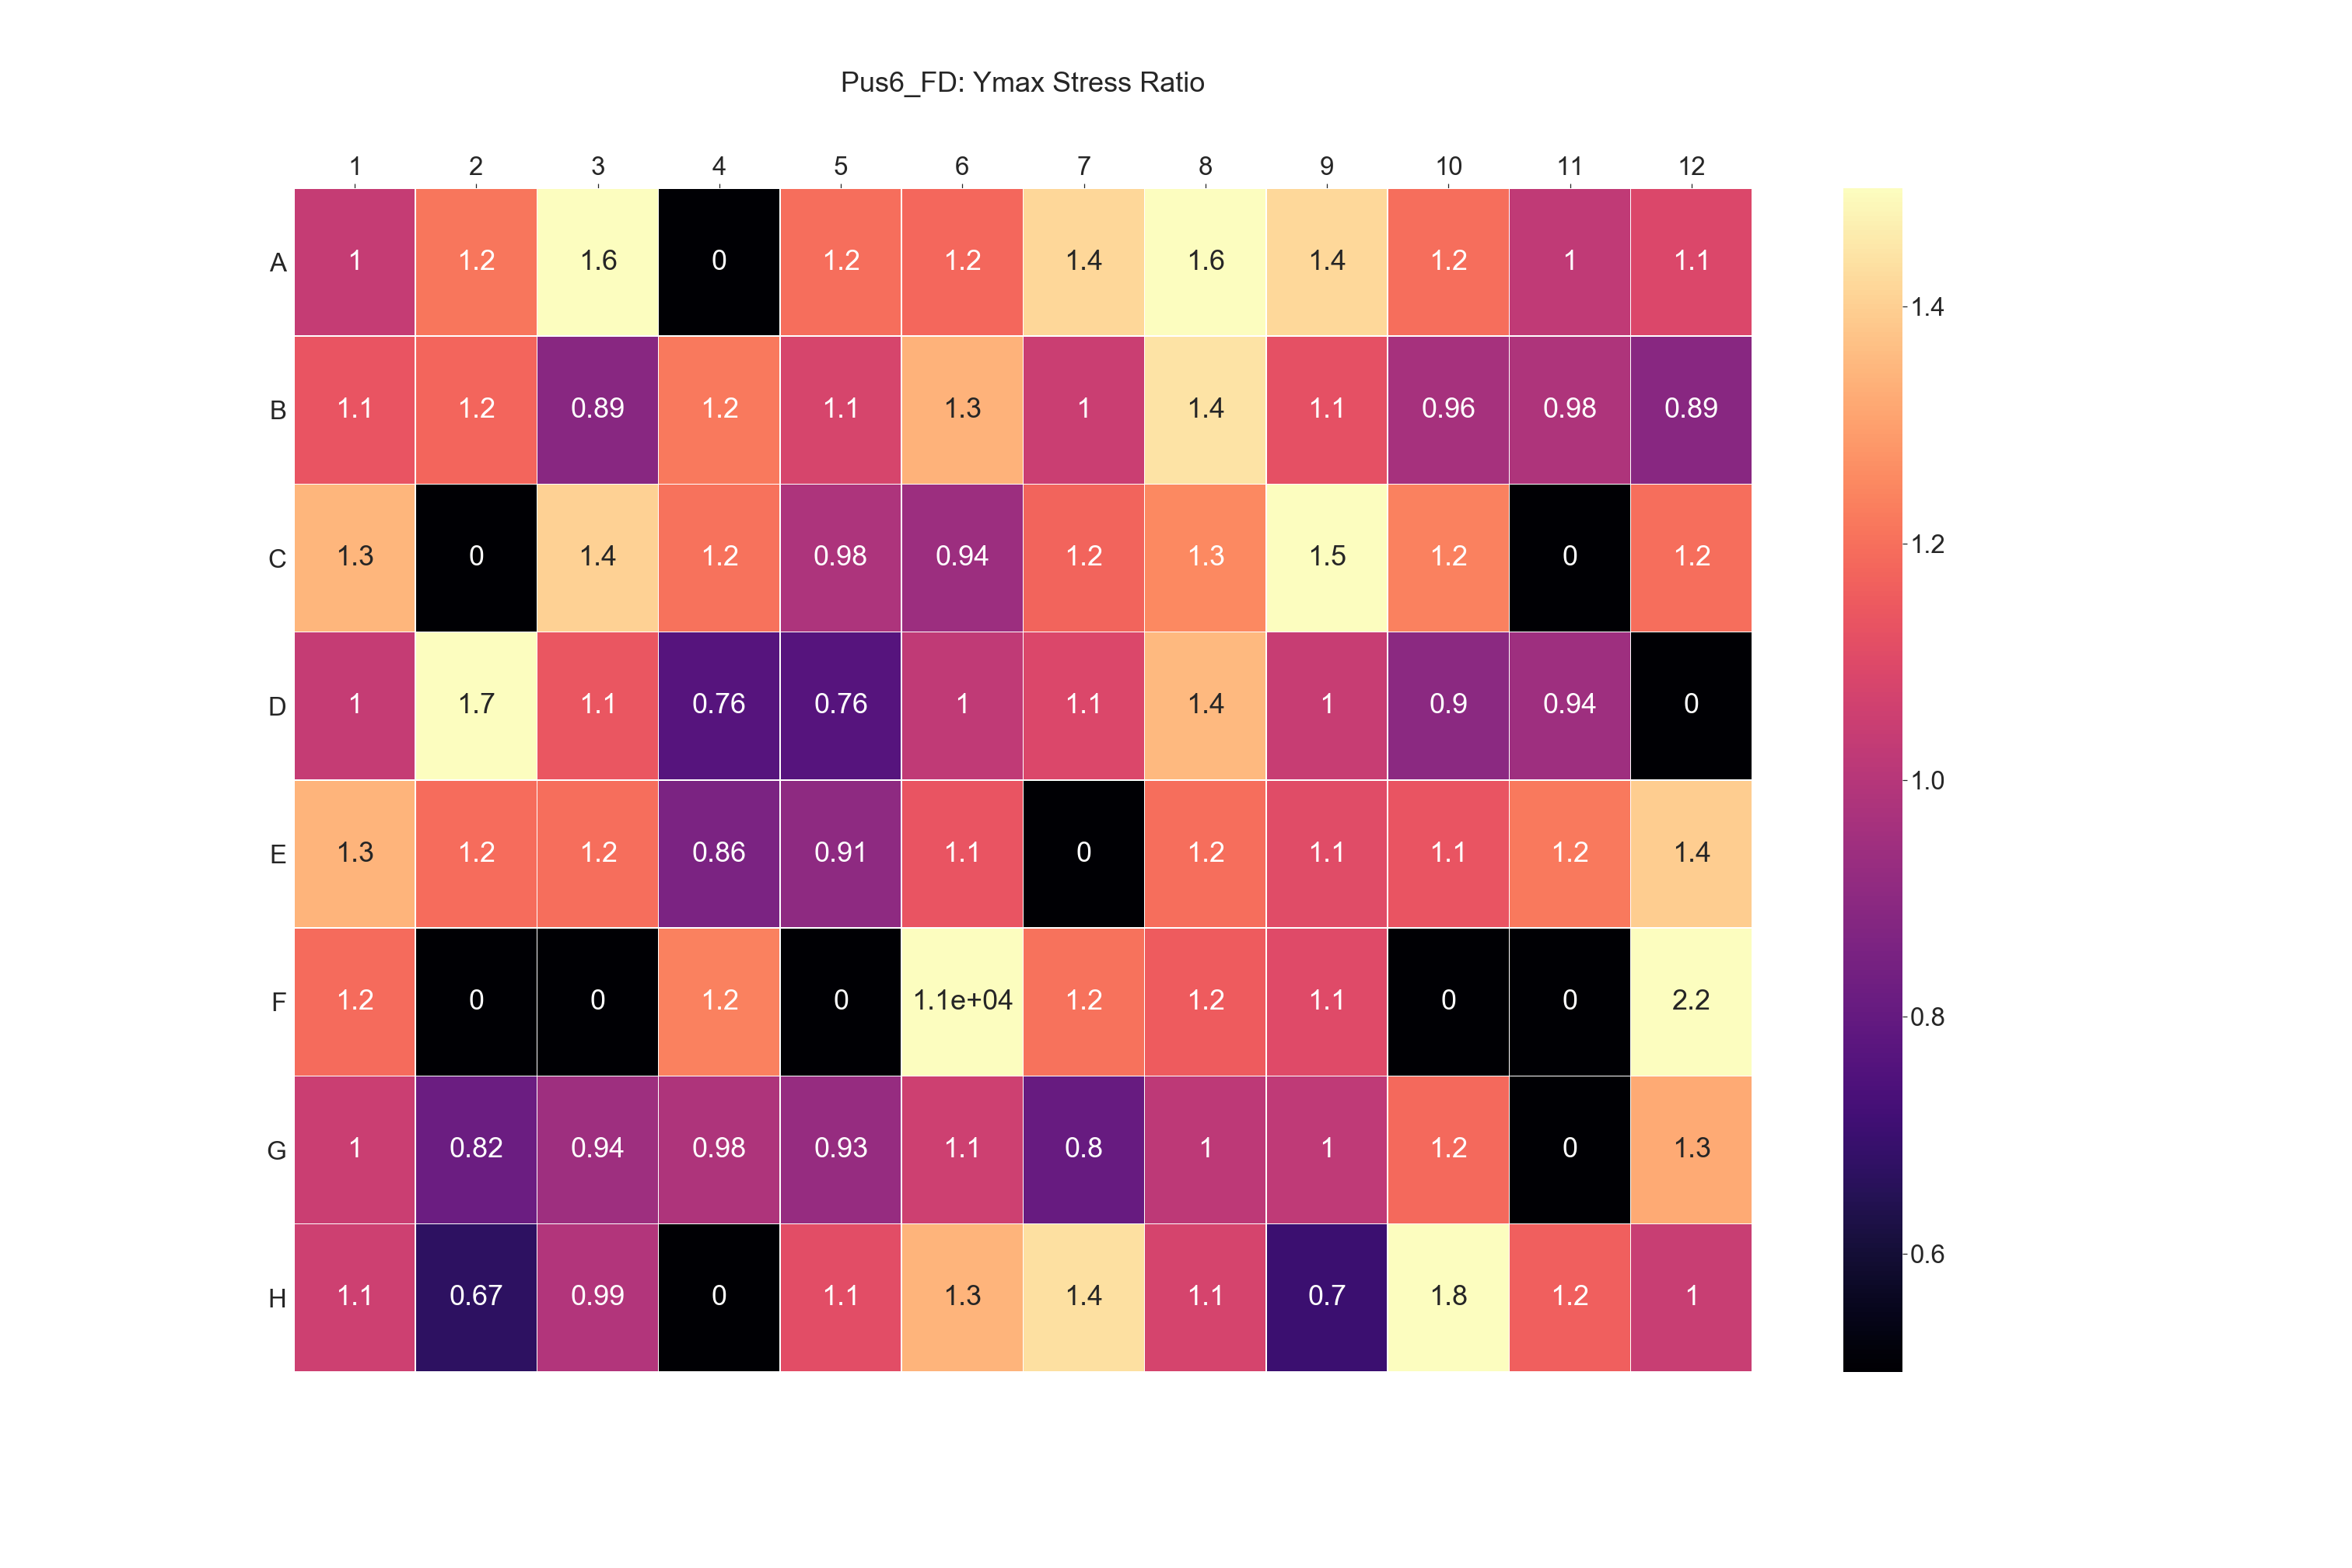 Pus6_FD: Ymax Stress Ratio
1 2 3 4 5 6 7 8 9 10 11 12
A 1 1.2 1.6 0 1.2 1.2 1.4 1.6 1.4 1.2 1 1.1
1.4
B 1.1 1.2 0.89 1.2 1.1 1.3 1 1.4 1.1 0.96 0.98 0.89
C 1.3 0 1.4 1.2 0.98 0.94 1.2 1.3 1.5 1.2 0 1.2
1.2
D 1 1.7 1.1 0.76 0.76 1 1.1 1.4 1 0.9 0.94 0
1.0
E 1.3 1.2 1.2 0.86 0.91 1.1 0 1.2 1.1 1.1 1.2 1.4
F 1.2 0 0 1.2 0 1.1e+04 1.2 1.2 1.1 0 0 2.2
0.8
G 1 0.82 0.94 0.98 0.93 1.1 0.8 1 1 1.2 0 1.3
0.6
H 1.1 0.67 0.99 0 1.1 1.3 1.4 1.1 0.7 1.8 1.2 1